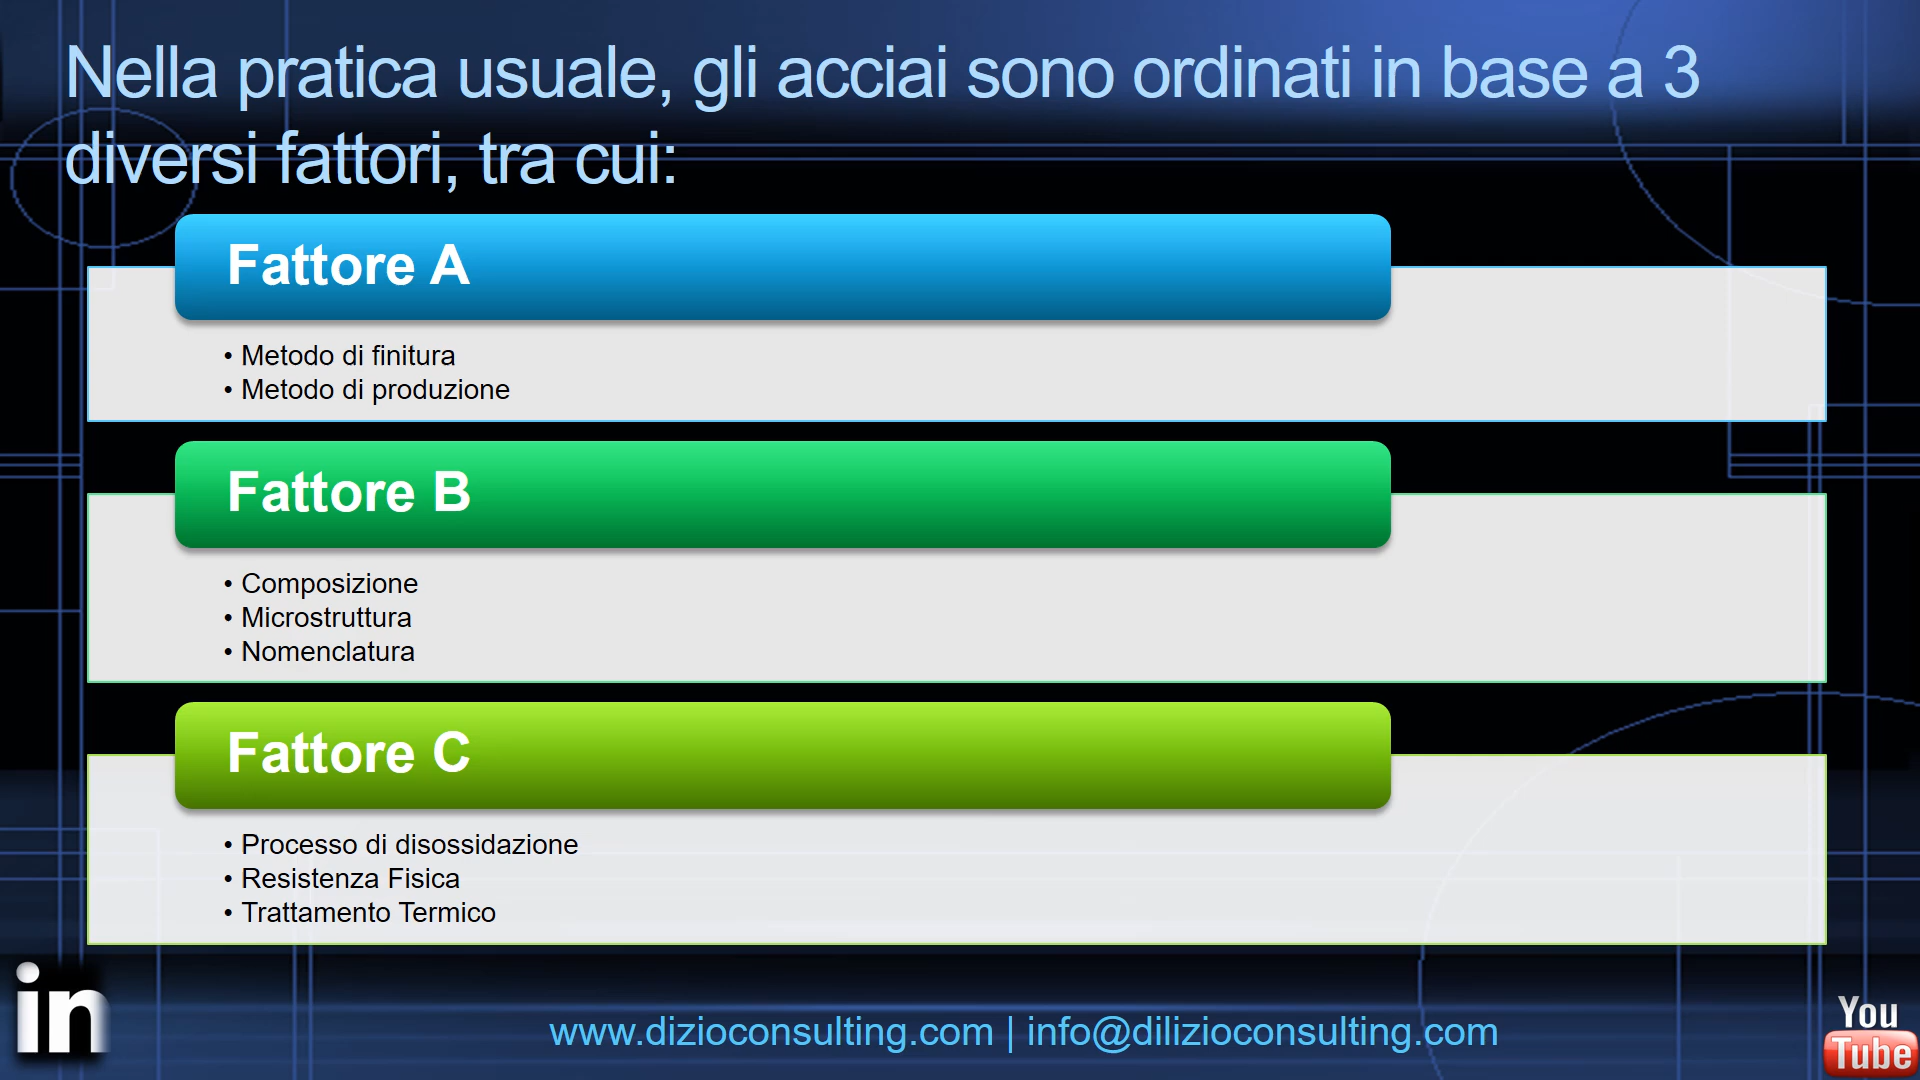 Nella pratica usuale, gli acciai sono ordinati in base a 3
diversi fattori, tra cui:
Fattore A
• Metodo di finitura
• Metodo di produzione
Fattore B
• Composizione
• Microstruttura
• Nomenclatura
Fattore C
• Processo di disossidazione
• Resistenza Fisica
• Trattamento Termico
in
www.dizioconsulting.com | info@dilizioconsulting.com
You
Tube